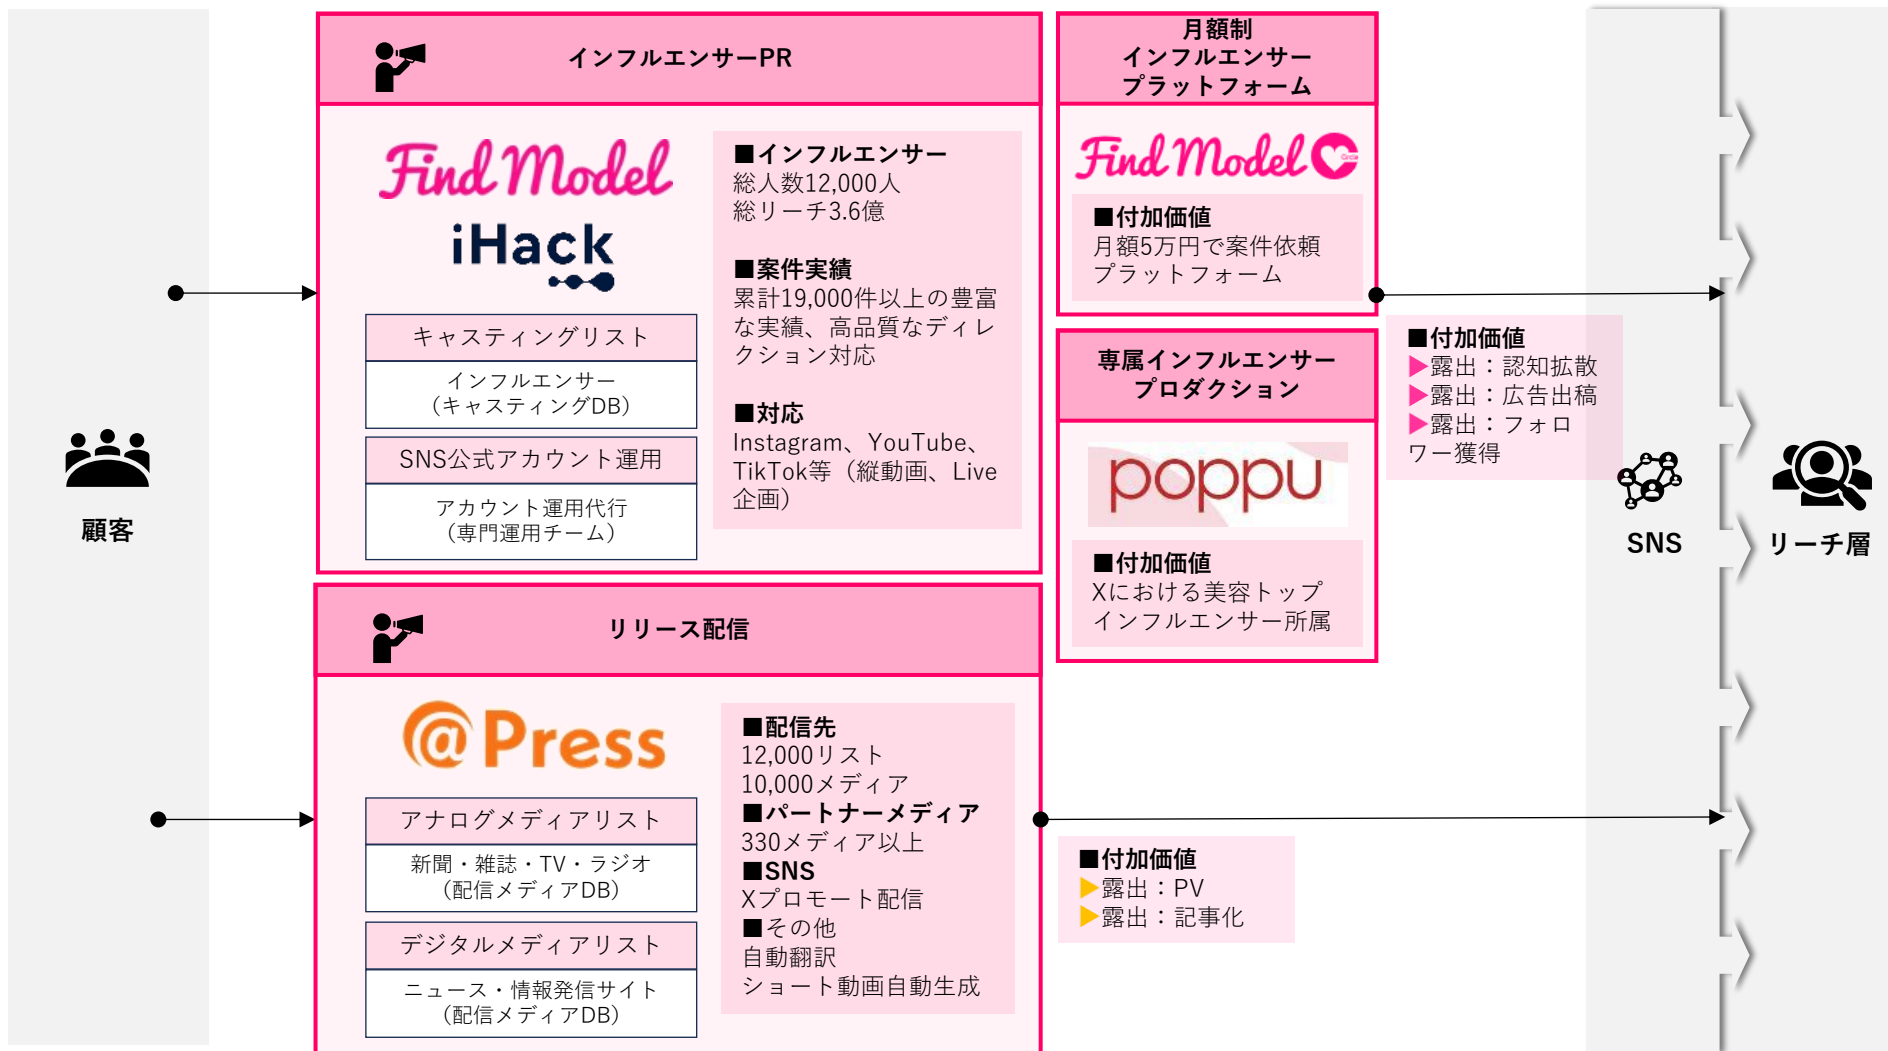 顧客
インフルエンサーPR
Find Model
iHack
キャスティングリスト
インフルエンサー
（キャスティングDB）
SNS公式アカウント運用
アカウント運用代行
（専門運用チーム）
■インフルエンサー
総人数12,000人
総リーチ3.6億
■案件実績
累計19,000件以上の豊富
な実績、高品質なディレ
クション対応
■対応
Instagram、YouTube、
TikTok等（縦動画、Live
企画）
月額制
インフルエンサー
プラットフォーム
Find Model
Circle
■付加価値
月額5万円で案件依頼
プラットフォーム
専属インフルエンサー
プロダクション
poppu
■付加価値
Xにおける美容トップ
インフルエンサー所属
■付加価値
▶露出：認知拡散
▶露出：広告出稿
▶露出：フォロ
ワー獲得
リリース配信
@Press
アナログメディアリスト
新聞・雑誌・TV・ラジオ
（配信メディアDB）
デジタルメディアリスト
ニュース・情報発信サイト
（配信メディアDB）
■配信先
12,000リスト
10,000メディア
■パートナーメディア
330メディア以上
■SNS
Xプロモート配信
■その他
自動翻訳
ショート動画自動生成
■付加価値
▶露出：PV
▶露出：記事化
SNS
リーチ層